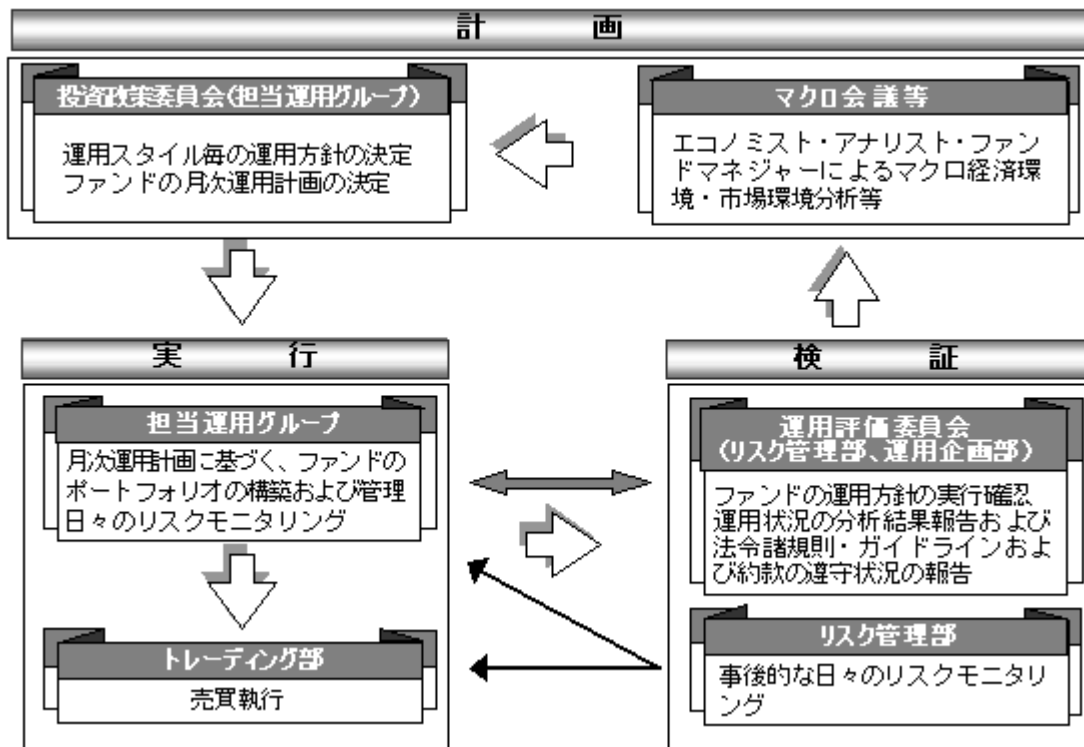 計画
投資政策委員会(担当運用グループ)
運用スタイル毎の運用方針の決定
ファンドの月次運用計画の決定
マクロ会議等
エコノミスト・アナリスト・ファン
ドマネジャーによるマクロ経済環
境・市場環境分析等
実行
担当運用グループ
月次運用計画に基づく、ファンドの
ポートフォリオの構築および管理
日々のリスクモニタリング
トレーディング部
売買執行
検証
運用評価委員会
(リスク管理部、運用企画部)
ファンドの運用方針の実行確認
運用状況の分析結果報告および
法令諸規則・ガイドラインおよ
び約款の遵守状況の報告
リスク管理部
事後的な日々のリスクモニタリ
ング